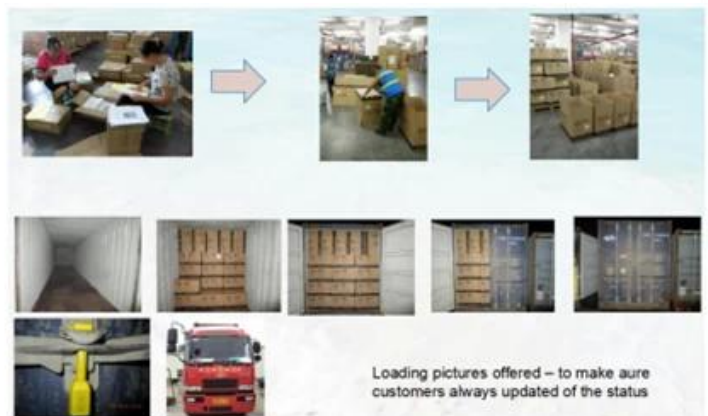 Loading pictures offered – to make aure
customers always updated of the status